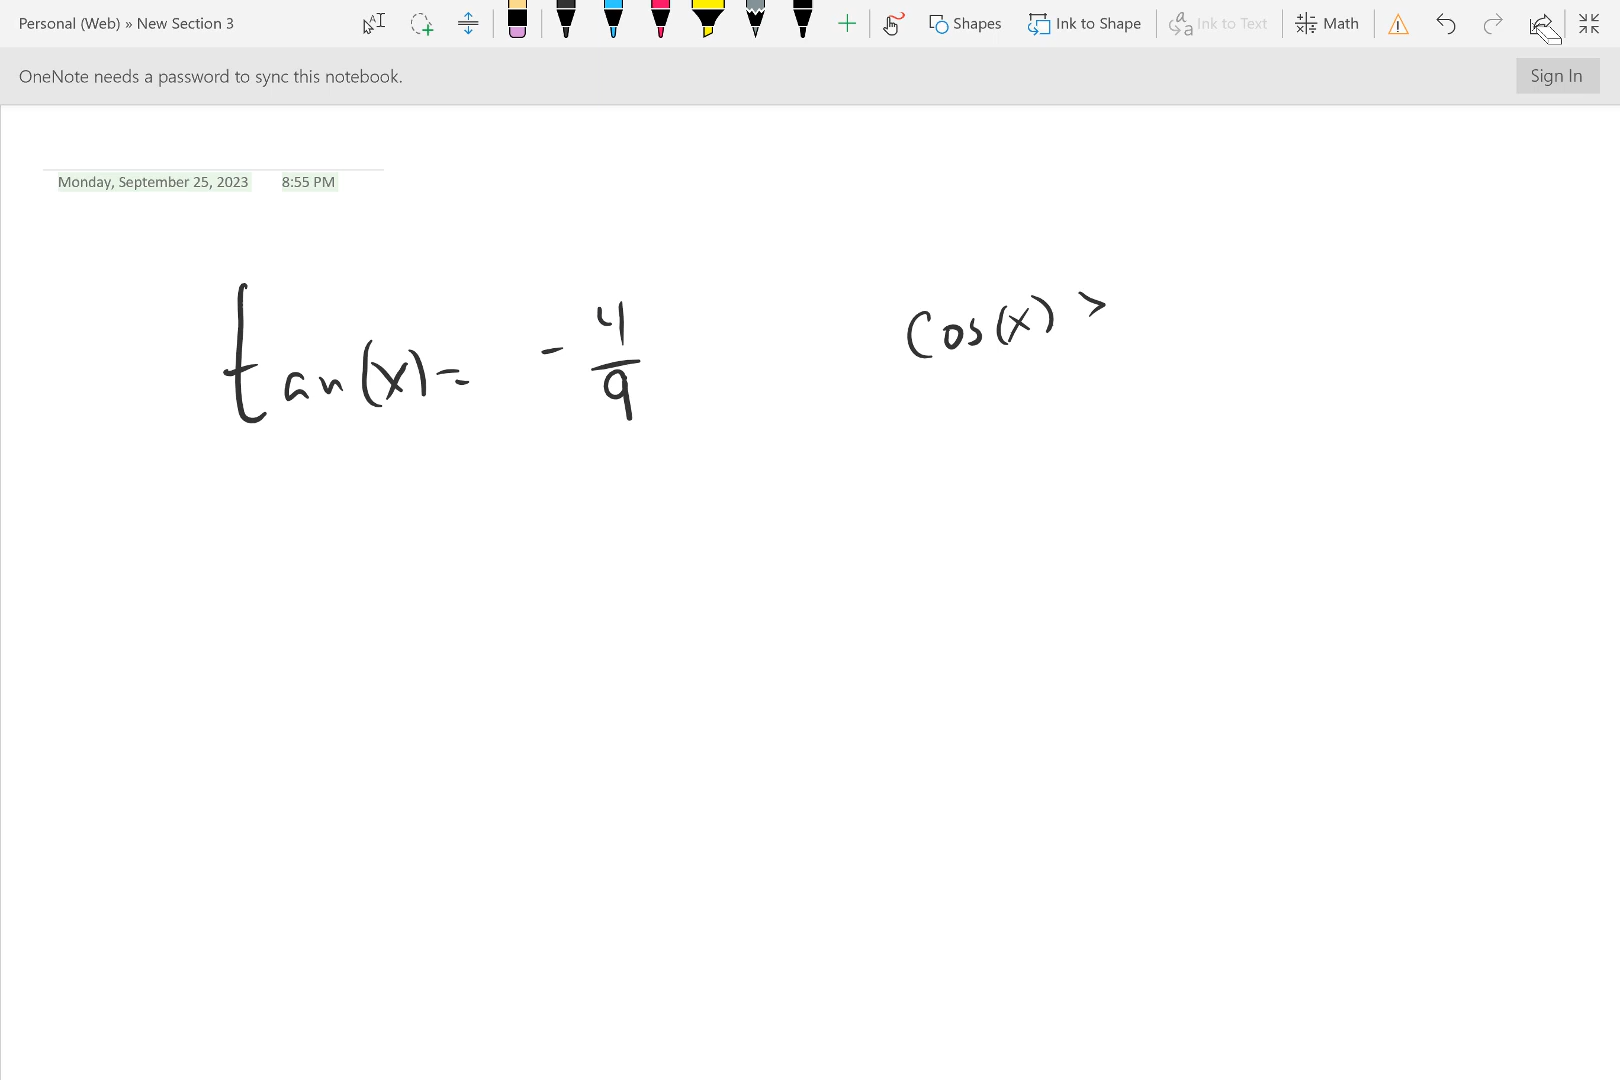 Personal (Web) » New Section 3 Shapes Ink to Shape Ink to Text Math
OneNote needs a password to sync this notebook. Sign In
Monday, September 25, 2023 8:55 PM
tan(x) = - 4/9 Cos(x) >